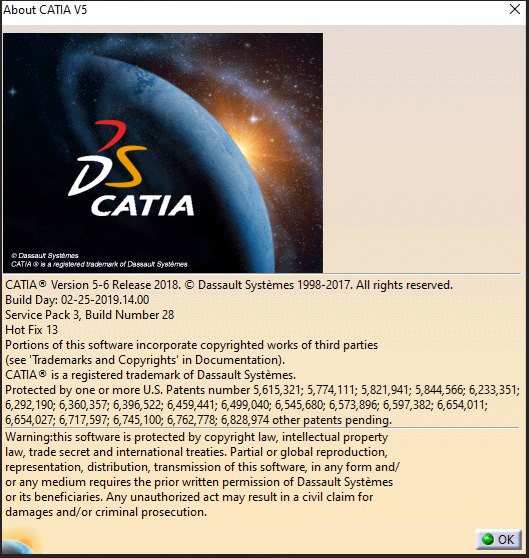 About CATIA V5
DS CATIA
© Dassault Systèmes
CATIA ® is a registered trademark of Dassault Systèmes
CATIA® Version 5-6 Release 2018. © Dassault Systèmes 1998-2017. All rights reserved.
Build Day: 02-25-2019.14.00
Service Pack 3, Build Number 28
Hot Fix 13
Portions of this software incorporate copyrighted works of third parties
(see 'Trademarks and Copyrights' in Documentation).
CATIA® is a registered trademark of Dassault Systèmes.
Protected by one or more U.S. Patents number 5,615,321; 5,774,111; 5,821,941; 5,844,566; 6,233,351;
6,292,190; 6,360,357; 6,396,522; 6,459,441; 6,499,040; 6,545,680; 6,573,896; 6,597,382; 6,654,011;
6,654,027; 6,717,597; 6,745,100; 6,762,778; 6,828,974 other patents pending.
Warning:this software is protected by copyright law, intellectual property
law, trade secret and international treaties. Partial or global reproduction,
representation, distribution, transmission of this software, in any form and/
or any medium requires the prior written permission of Dassault Systèmes
or its beneficiaries. Any unauthorized act may result in a civil claim for
damages and/or criminal prosecution.
OK